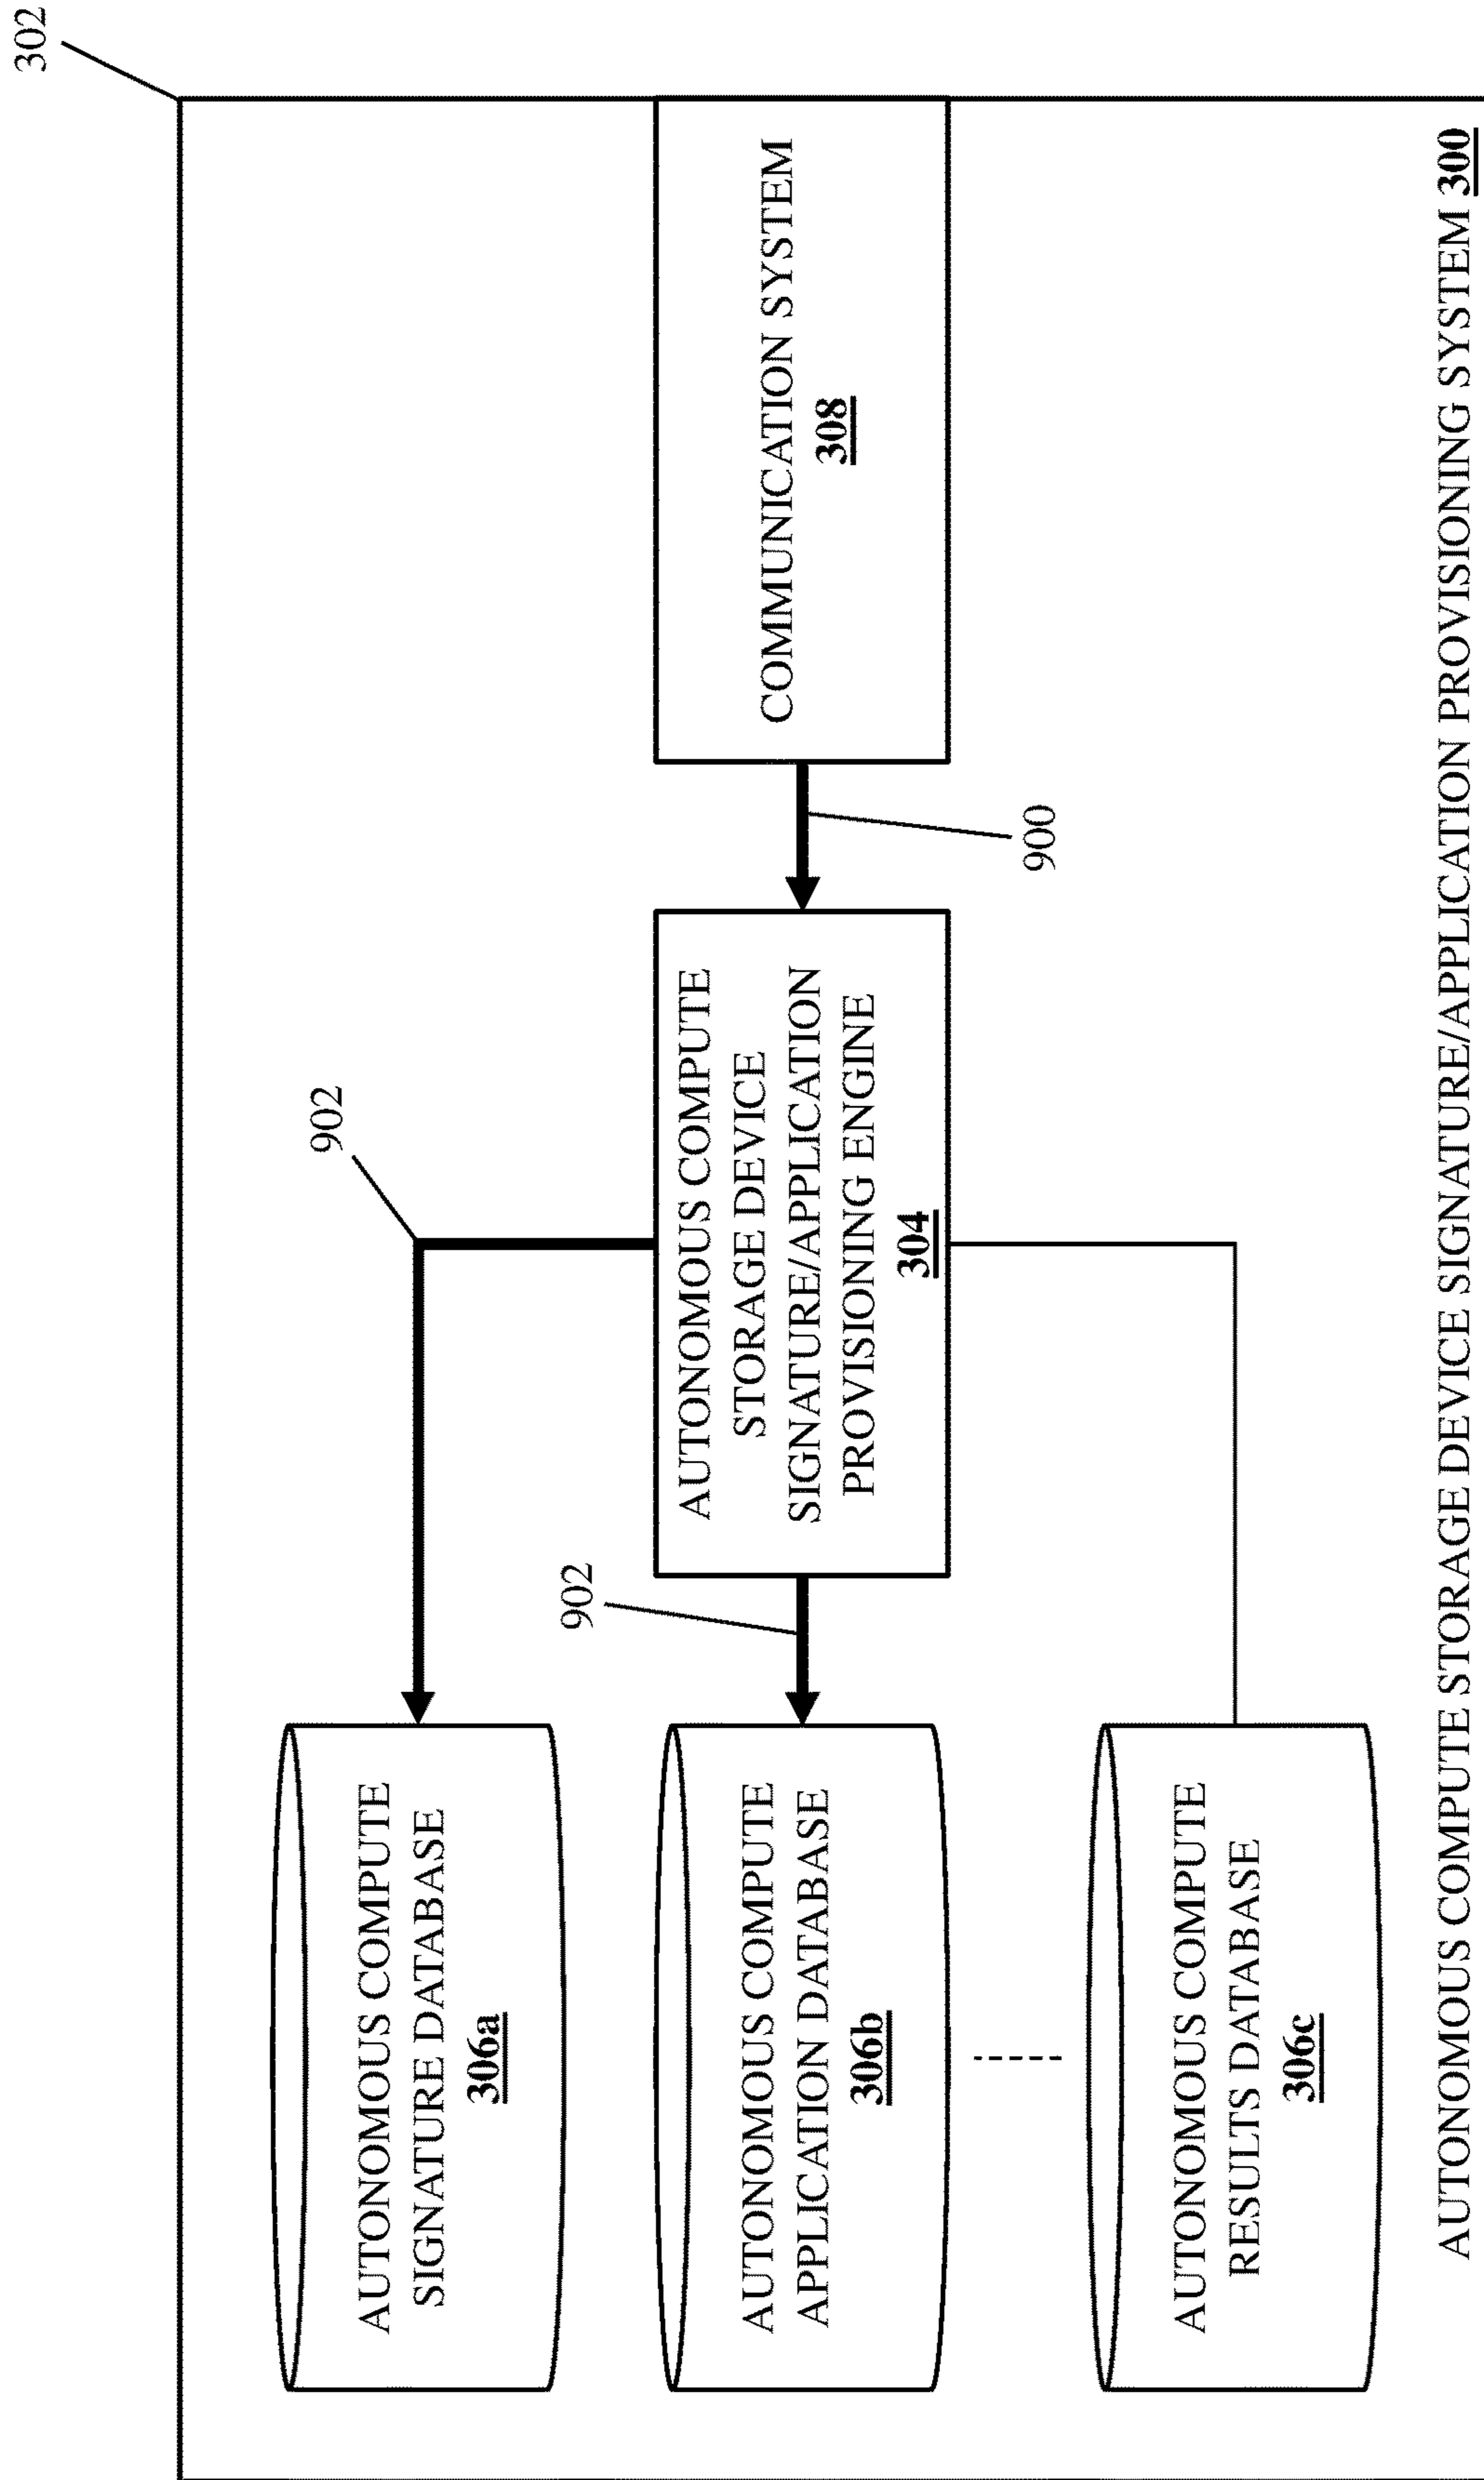 302
AUTONOMOUS COMPUTE
SIGNATURE DATABASE
306a
902
AUTONOMOUS COMPUTE
APPLICATION DATABASE
306b
902
AUTONOMOUS COMPUTE
STORAGE DEVICE
SIGNATURE/APPLICATION
PROVISIONING ENGINE
304
900
COMMUNICATION SYSTEM
308
AUTONOMOUS COMPUTE
RESULTS DATABASE
306c
AUTONOMOUS COMPUTE STORAGE DEVICE SIGNATURE/APPLICATION PROVISIONING SYSTEM 300